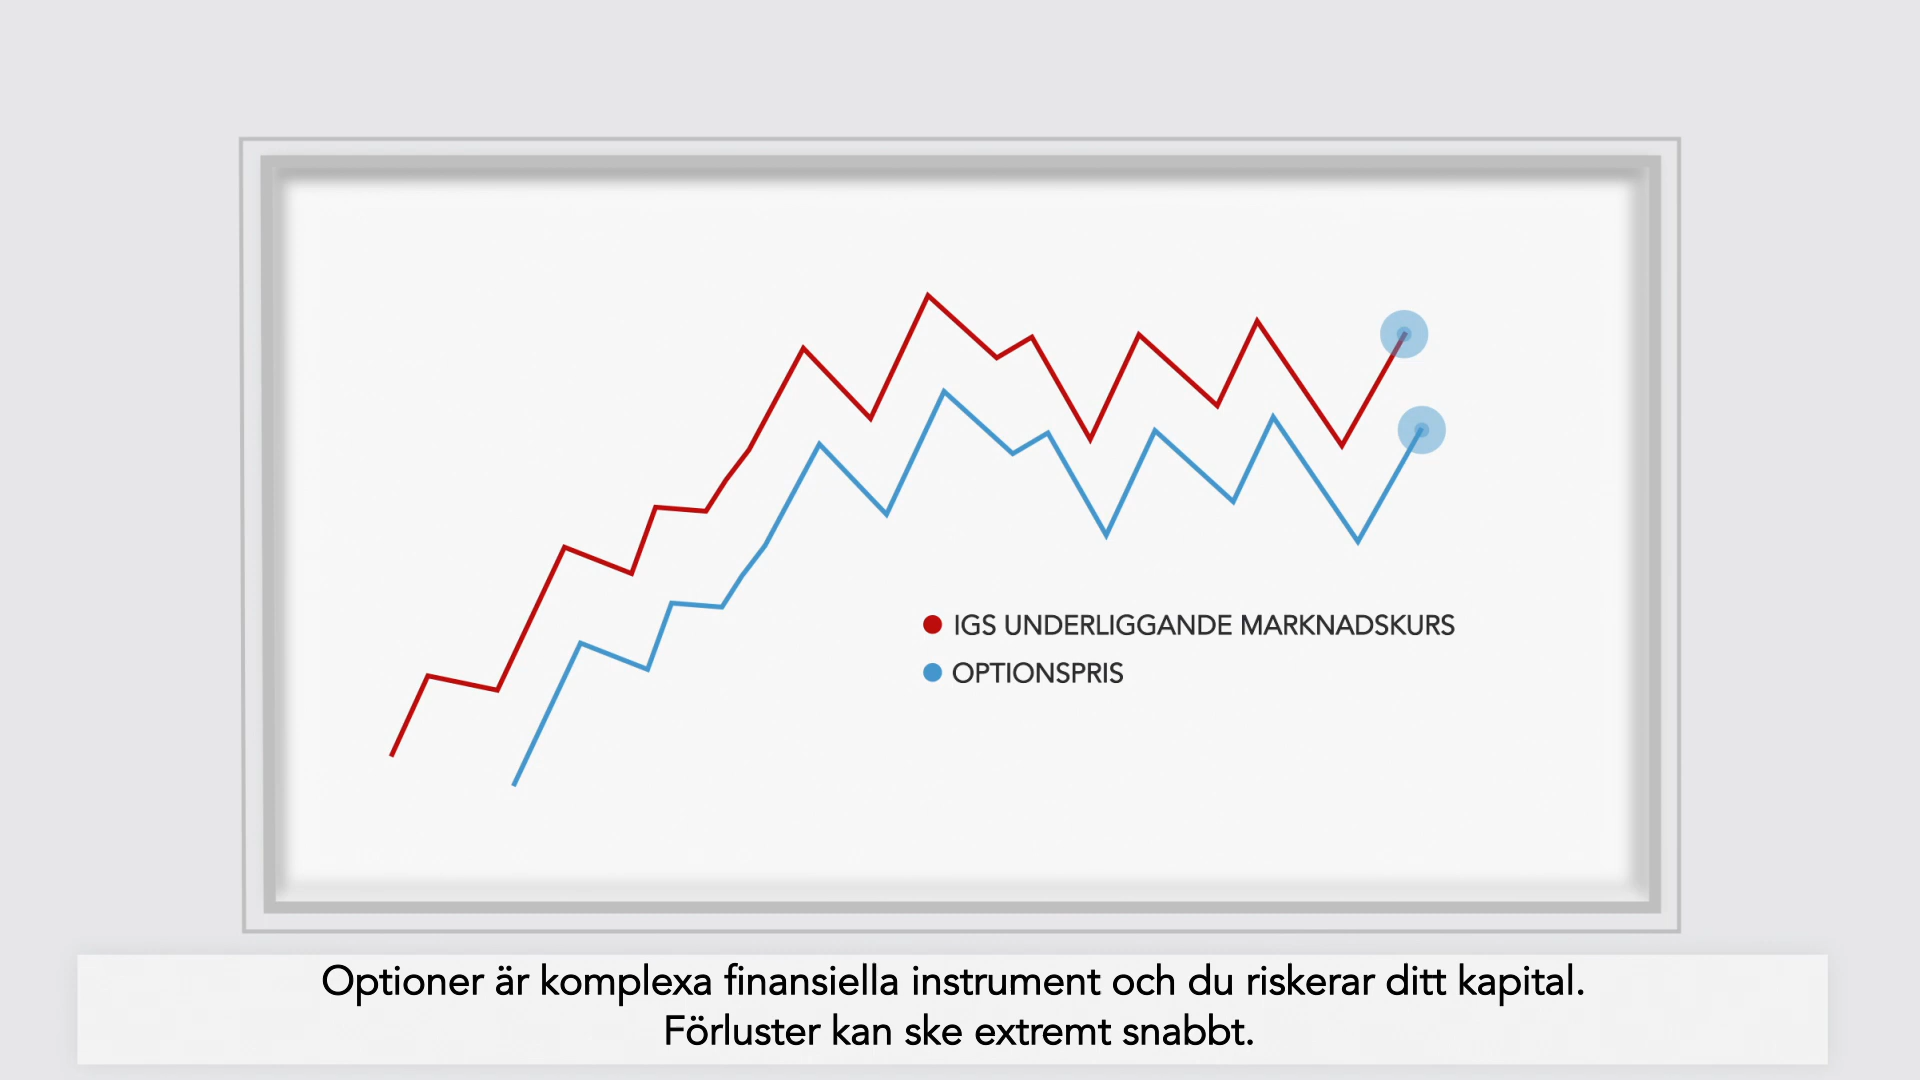 IGS UNDERLIGGANDE MARKNADSKURS
OPTIONSPRIS
Optioner är komplexa finansiella instrument och du riskerar ditt kapital.
Förluster kan ske extremt snabbt.